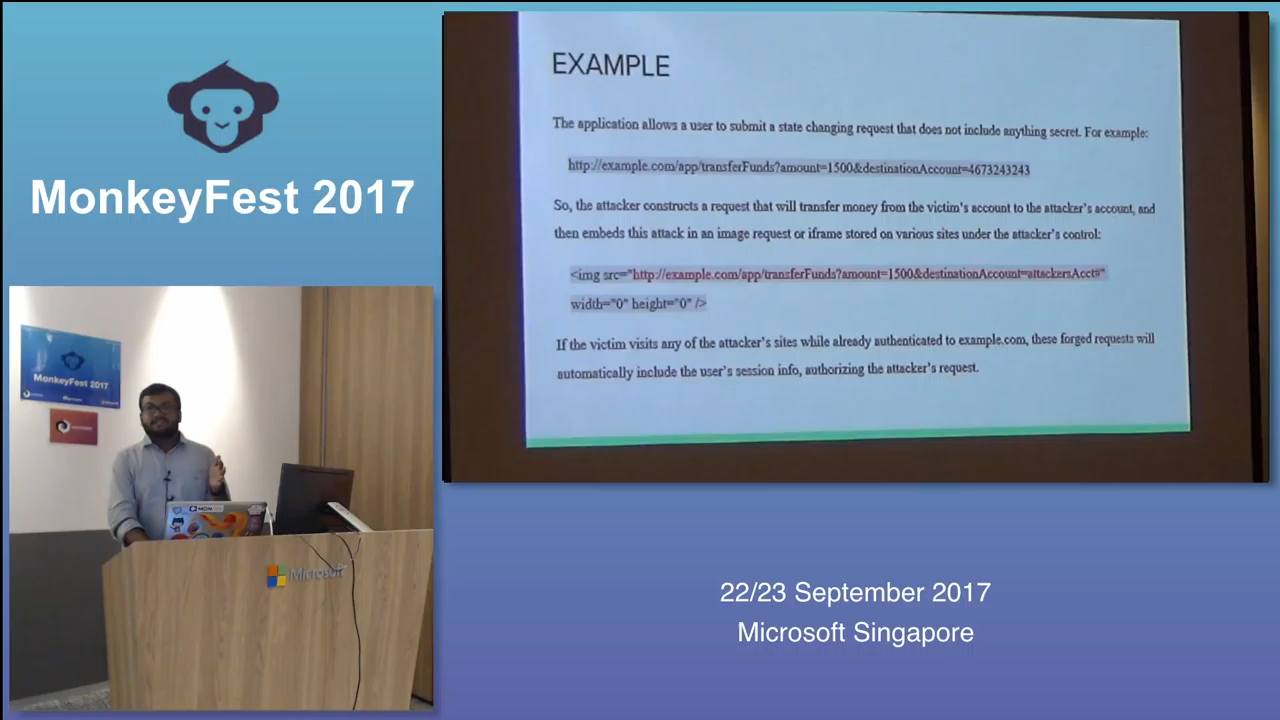 MonkeyFest 2017
MonkeyFest 2017
MON
Microsoft
EXAMPLE
The application allows a user to submit a state changing request that does not include anything secret. For example:
http://example.com/app/transferFunds?amount=1500&destinationAccount=4673243243
So, the attacker constructs a request that will transfer money from the victim's account to the attacker's account, and
then embeds this attack in an image request or iframe stored on various sites under the attacker's control:
<img src="http://example.com/app/transferFunds?amount=1500&destinationAccount=attackersAcct#"
width="0" height="0" />
If the victim visits any of the attacker's sites while already authenticated to example.com, these forged requests will
automatically include the user's session info, authorizing the attacker's request.
22/23 September 2017
Microsoft Singapore